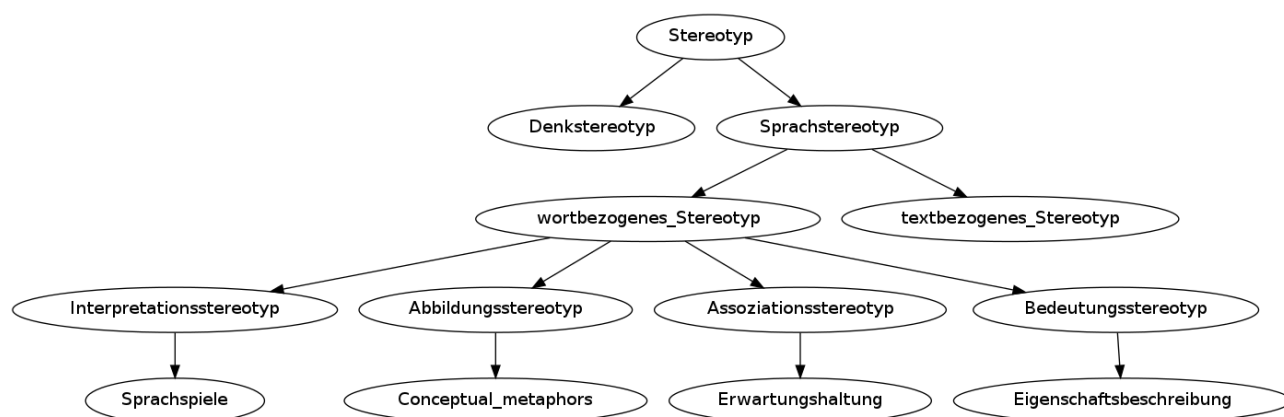 Stereotyp
Denkstereotyp
Sprachstereotyp
wortbezogenes_Stereotyp
textbezogenes_Stereotyp
Interpretationsstereotyp
Abbildungsstereotyp
Assoziationsstereotyp
Bedeutungsstereotyp
Sprachspiele
Conceptual_metaphors
Erwartungshaltung
Eigenschaftsbeschreibung